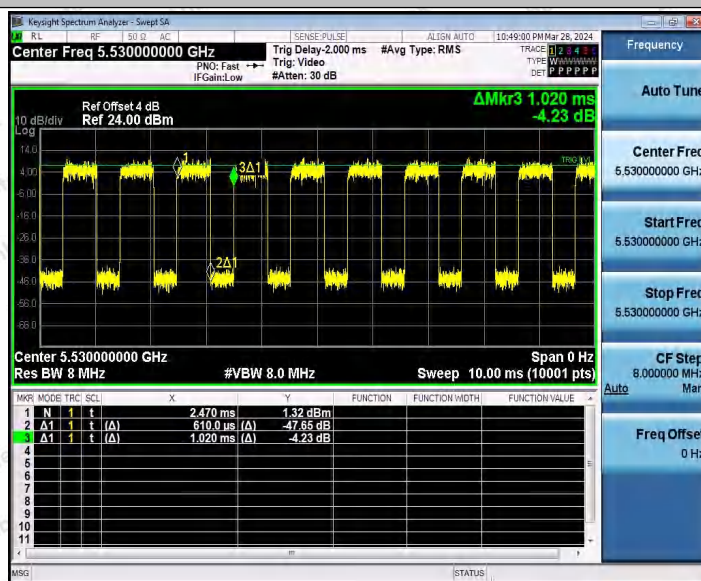 Keysight Spectrum Analyzer - Swept SA
RL RF 50 Ω AC SENSE:PULSE ALIGN AUTO 10:49:00 PM Mar 28, 2024
Center Freq 5.530000000 GHz
Trig Delay-2.000 ms #Avg Type: RMS
TRACE 1 2 3 4 5 6
PNO: Fast Trig: Video
TYPE W
IFGain:Low #Atten: 30 dB
DET P P P P P P
ΔMkr3 1.020 ms
-4.23 dB
Ref Offset 4 dB
10 dB/div Ref 24.00 dBm
Log
14.0
4.00
-6.00
-16.0
-26.0
-36.0
-46.0
-56.0
-66.0
1
3Δ1
2Δ1
TRIG LVL
Center 5.530000000 GHz Span 0 Hz
Res BW 8 MHz #VBW 8.0 MHz Sweep 10.00 ms (10001 pts)
MKR MODE TRC SCL X Y FUNCTION FUNCTION WIDTH FUNCTION VALUE
1 N 1 t 2.470 ms 1.32 dBm
2 Δ1 1 t (Δ) 610.0 µs (Δ) -47.65 dB
3 Δ1 1 t (Δ) 1.020 ms (Δ) -4.23 dB
4
5
6
7
8
9
10
11
MSG STATUS
Frequency
Auto Tune
Center Freq
5.530000000 GHz
Start Freq
5.530000000 GHz
Stop Freq
5.530000000 GHz
CF Step
8.000000 MHz
Auto Man
Freq Offset
0 Hz